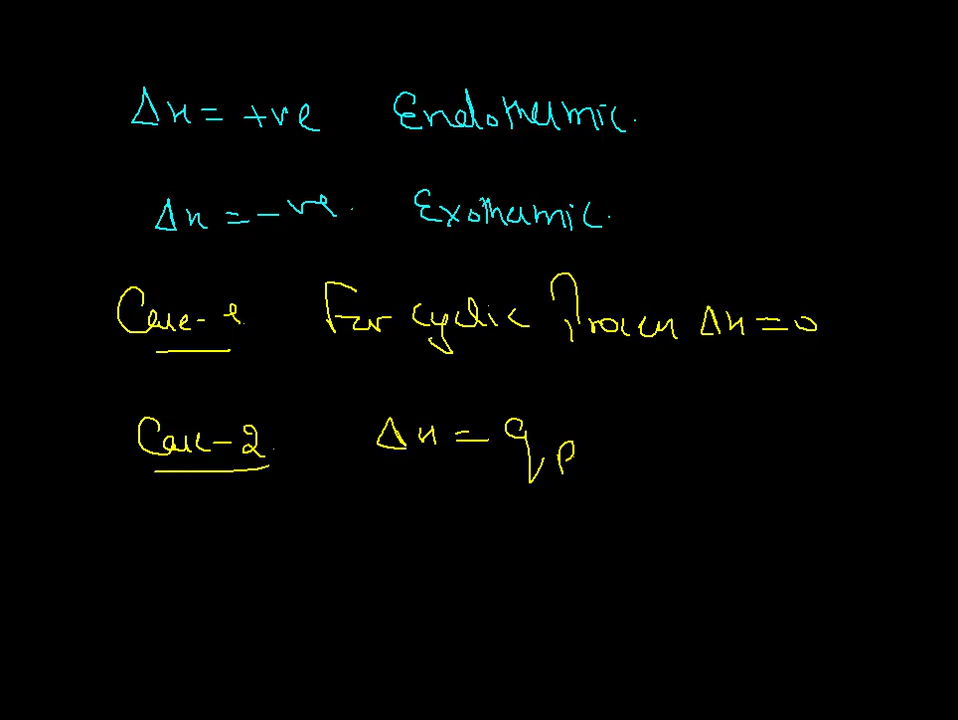 ΔH = +ve Endothermic.
ΔH = -ve. Exothermic.
Case-1 For cyclic Process ΔH = 0
Case-2 ΔH = qp